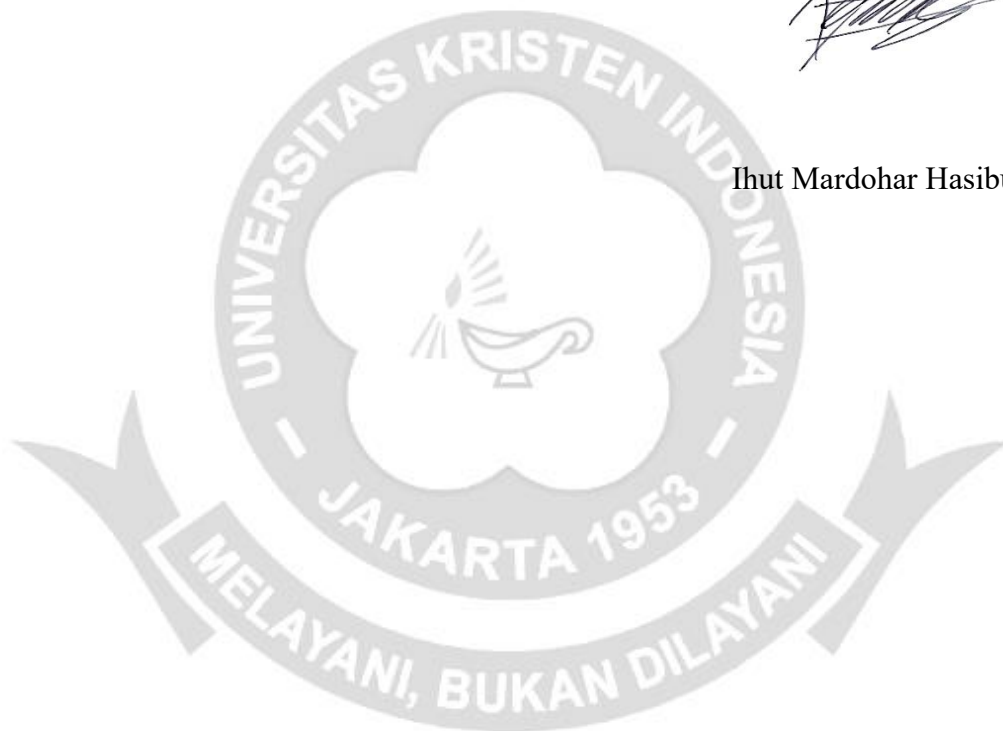 Ihut Mardohar Hasibu
UNIVERSITAS KRISTEN INDONESIA
- JAKARTA 1953 -
MELAYANI, BUKAN DILAYANI